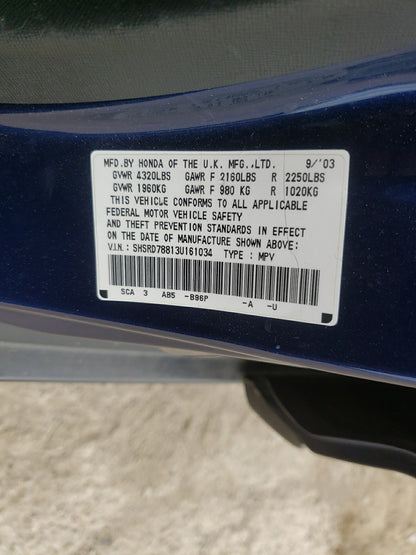 MFD.BY HONDA OF THE U.K. MFG.,LTD. 9/'03
GVWR 4320LBS GAWR F 2160LBS R 2250LBS
GVWR 1960KG GAWR F 980 KG R 1020KG
THIS VEHICLE CONFORMS TO ALL APPLICABLE
FEDERAL MOTOR VEHICLE SAFETY
AND THEFT PREVENTION STANDARDS IN EFFECT
ON THE DATE OF MANUFACTURE SHOWN ABOVE:
V.I.N.: SHSRD78813U161034 TYPE : MPV
SCA 3 AB5 -B96P -A -U